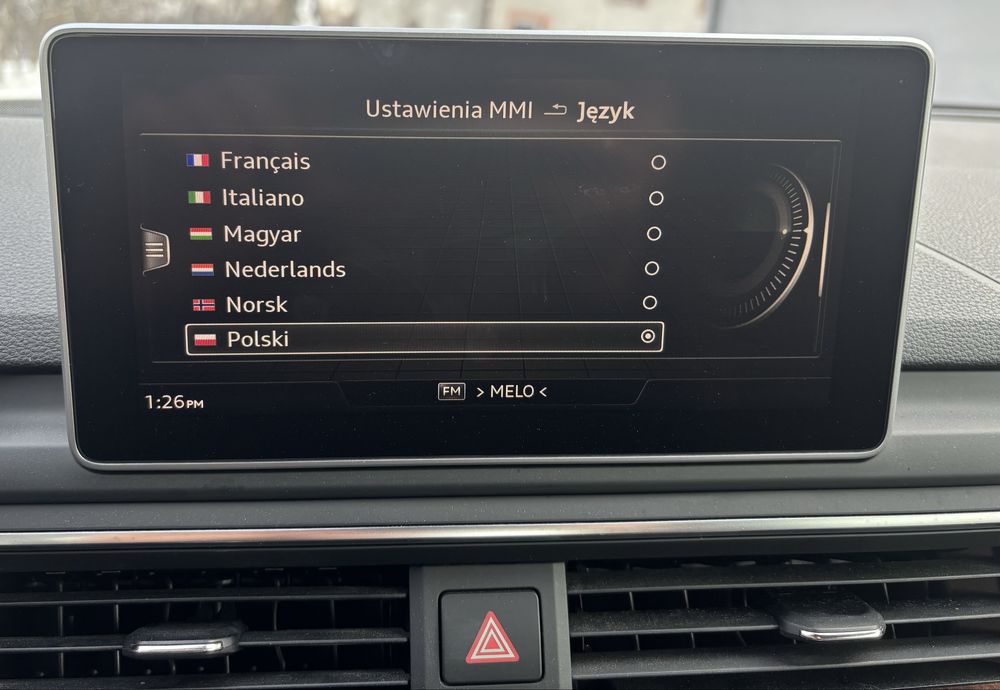 Ustawienia MMI Język
Français
Italiano
Magyar
Nederlands
Norsk
Polski
FM > MELO <
1:26PM